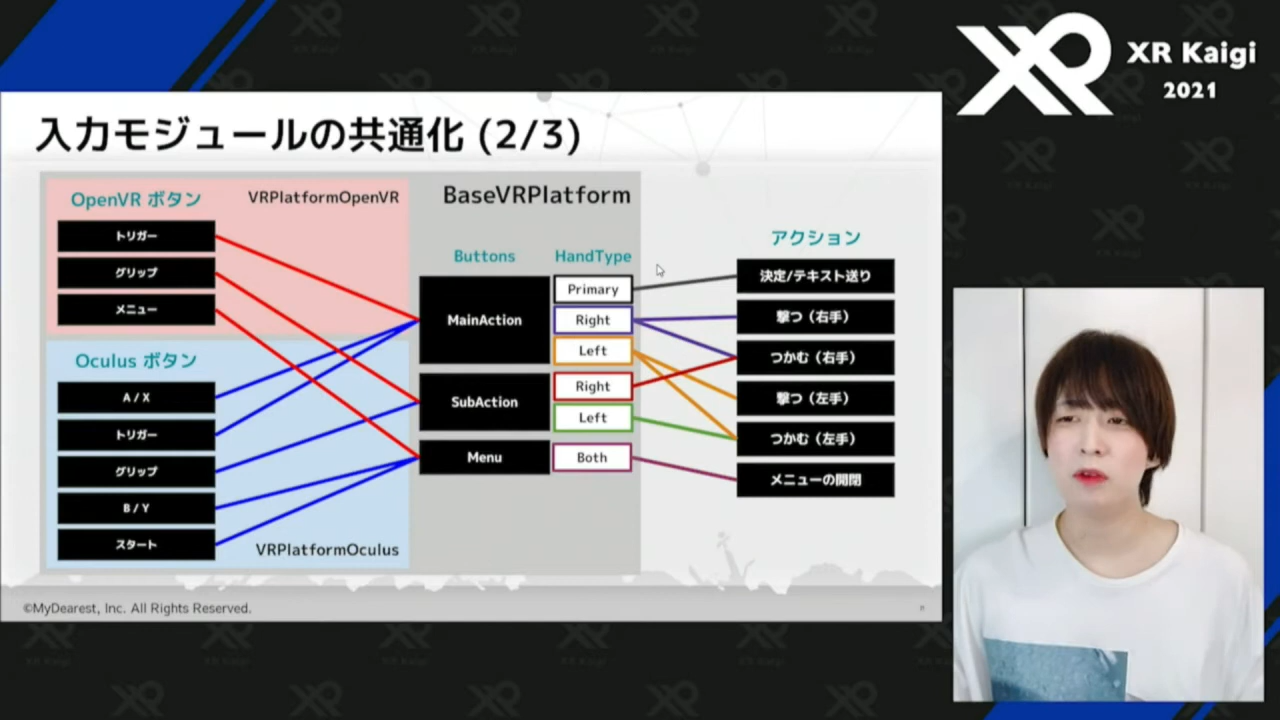 XR Kaigi
2021
入力モジュールの共通化 (2/3)
OpenVR ボタン
VRPlatformOpenVR
トリガー
グリップ
メニュー
Oculus ボタン
A / X
トリガー
グリップ
B / Y
スタート
VRPlatformOculus
BaseVRPlatform
Buttons
HandType
MainAction
Primary
Right
Left
SubAction
Right
Left
Menu
Both
アクション
決定/テキスト送り
撃つ（右手）
つかむ（右手）
撃つ（左手）
つかむ（左手）
メニューの開閉
©MyDearest, Inc. All Rights Reserved.